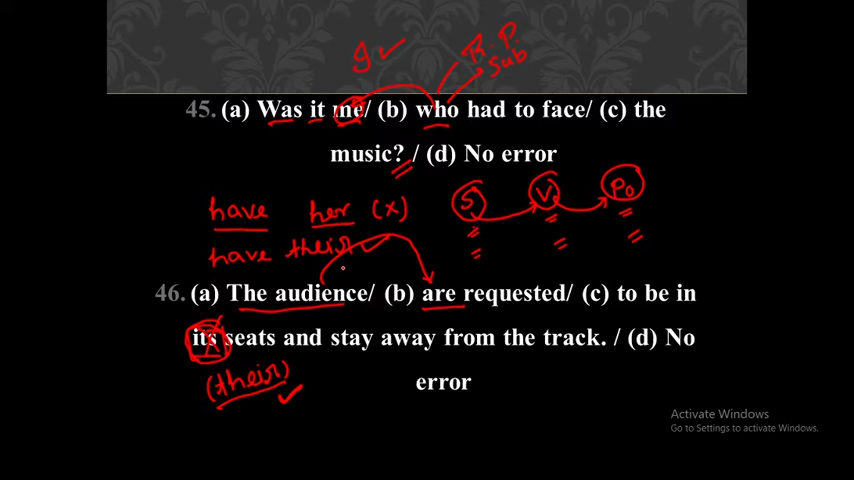 I R.P.
Sub
45. (a) Was it me/ (b) who had to face/ (c) the
music? / (d) No error
have her (x) S V PO
have their
46. (a) The audience/ (b) are requested/ (c) to be in
its seats and stay away from the track. / (d) No
(their)
error
Activate Windows
Go to Settings to activate Windows.